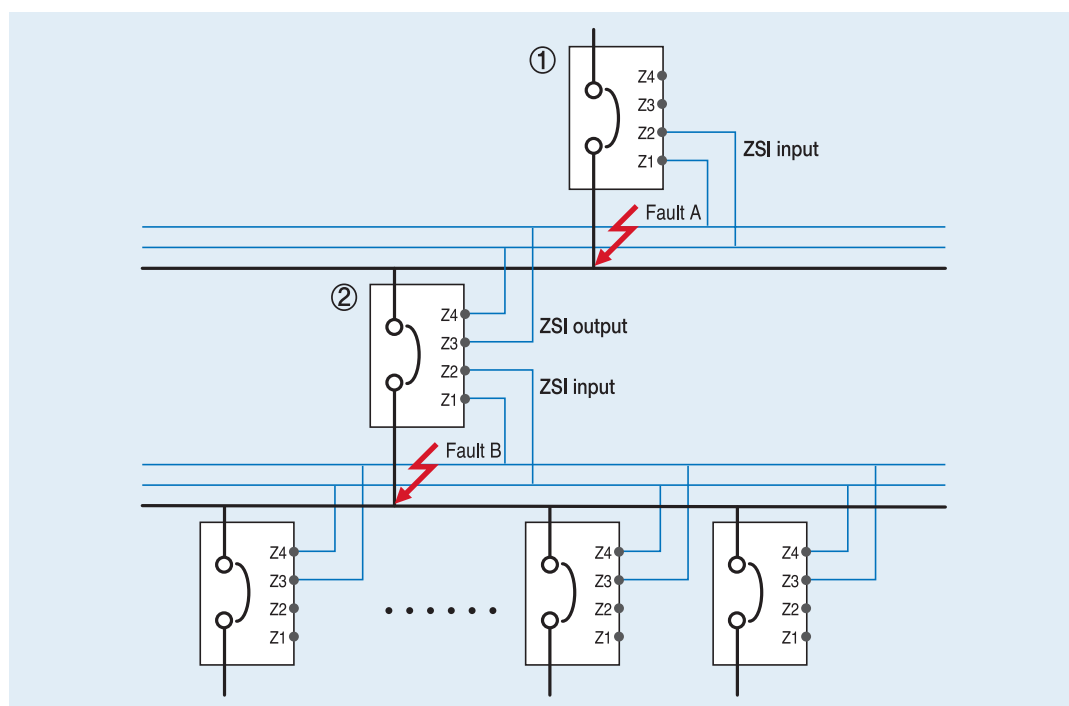 ①
Z4
Z3
Z2
Z1
ZSI input
Fault A
②
Z4
Z3
Z2
Z1
ZSI output
ZSI input
Fault B
Z4
Z3
Z2
Z1
Z4
Z3
Z2
Z1
Z4
Z3
Z2
Z1